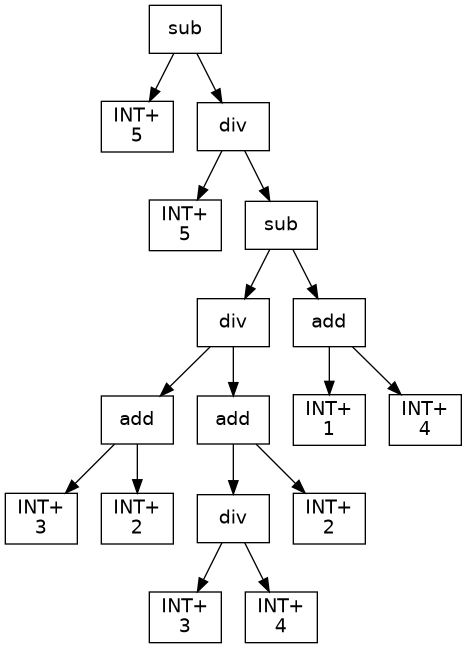 sub
INT+
5
div
INT+
5
sub
div
add
add
add
INT+
1
INT+
4
INT+
3
INT+
2
div
INT+
2
INT+
3
INT+
4